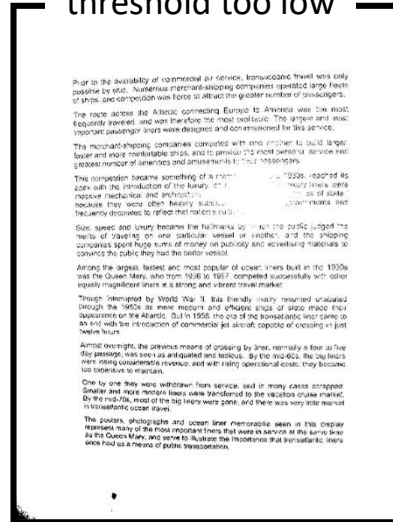 threshold too low
Prior to the availability of commercial air service, transoceanic travel was only
possible by ship. Numerous merchant-shipping companies operated large fleets
of ships, and competition was fierce to attract the greater number of passengers.
The route across the Atlantic connecting Europe to America was the most
frequently traveled, and was therefore the most profitable. The largest and most
important passenger liners were designed and commissioned for this service.
The merchant-shipping companies competed with one another to build larger,
faster and more comfortable ships, and to provide the most personal service and
greatest number of amenities and amusements to their passengers.
This competition became something of a 1930s, reached its
apex with the introduction of the luxury luxury liners were
massive mechanical and of state
because they were often heavily governments and
frequently decorated to reflect that nation's
Size, speed and luxury became the hallmarks by the public judged the
merits of traveling on one particular vessel or another, and the shipping
companies spent huge sums of money on publicity and advertising materials to
convince the public they had the better vessel.
Among the largest, fastest and most popular of ocean liners built in the 1930s
was the Queen Mary, who from 1936 to 1967, competed successfully with other
equally magnificent liners in a strong and vibrant travel market.
Though interrupted by World War II, this friendly rivalry resumed unabated
through the 1950s as more modern and efficient ships of state made their
appearance on the Atlantic. But in 1958, the era of the transatlantic liner came to
an end with the introduction of commercial jet aircraft capable of crossing in just
twelve hours.
Almost overnight, the previous means of crossing by liner, normally a four to five
day passage, was seen as antiquated and tedious. By the mid-60s, the big liners
were losing considerable revenue, and with rising operational costs, they became
too expensive to maintain.
One by one they were withdrawn from service, and in many cases scrapped.
Smaller and more modern liners were transferred to the vacation cruise market.
By the mid-70s, most of the big liners were gone, and there was very little market
in transatlantic ocean travel.
The posters, photographs and ocean liner memorabilia seen in this display
represent many of the most important liners that were in service at the same time
as the Queen Mary, and serve to illustrate the importance that transatlantic liners
once held as a means of public transportation.